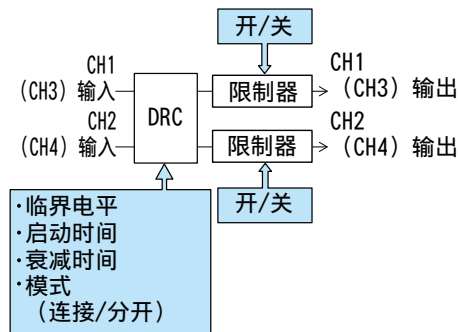 开/关
CH1
(CH3) 输入
限制器
CH1
(CH3) 输出
DRC
CH2
(CH4) 输入
限制器
CH2
(CH4) 输出
开/关
·临界电平
·启动时间
·衰减时间
·模式
(连接/分开)